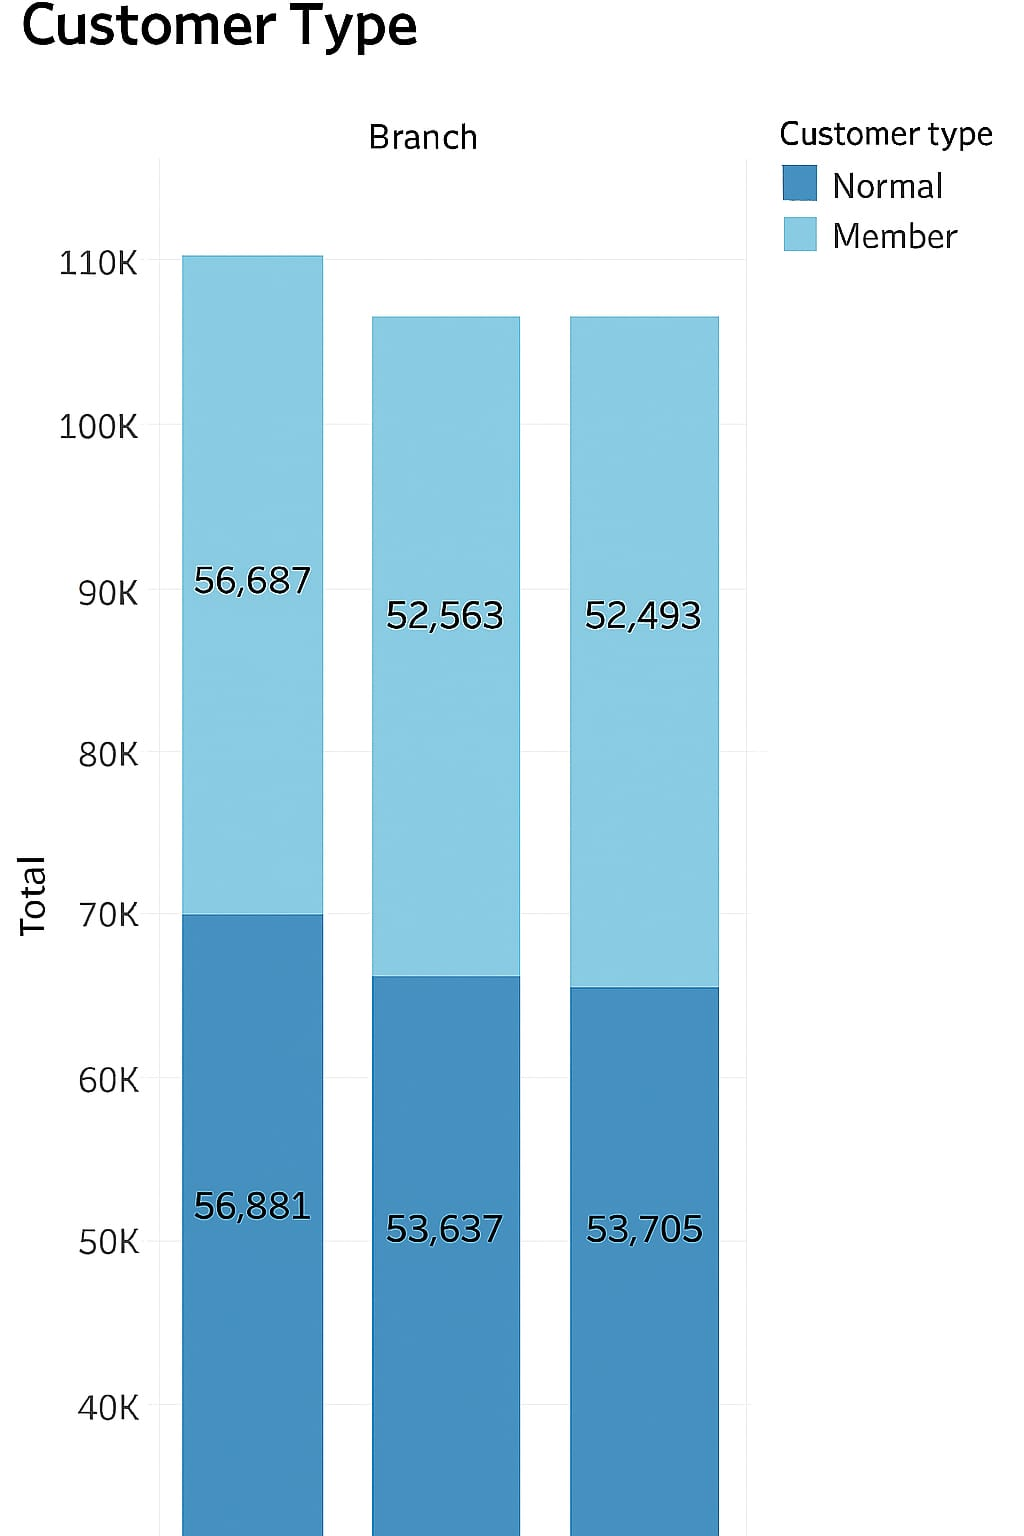 Customer Type
Branch
Customer type
Normal
Member
110K
100K
90K
80K
70K
60K
50K
40K
Total
56,687
52,563
52,493
56,881
53,637
53,705